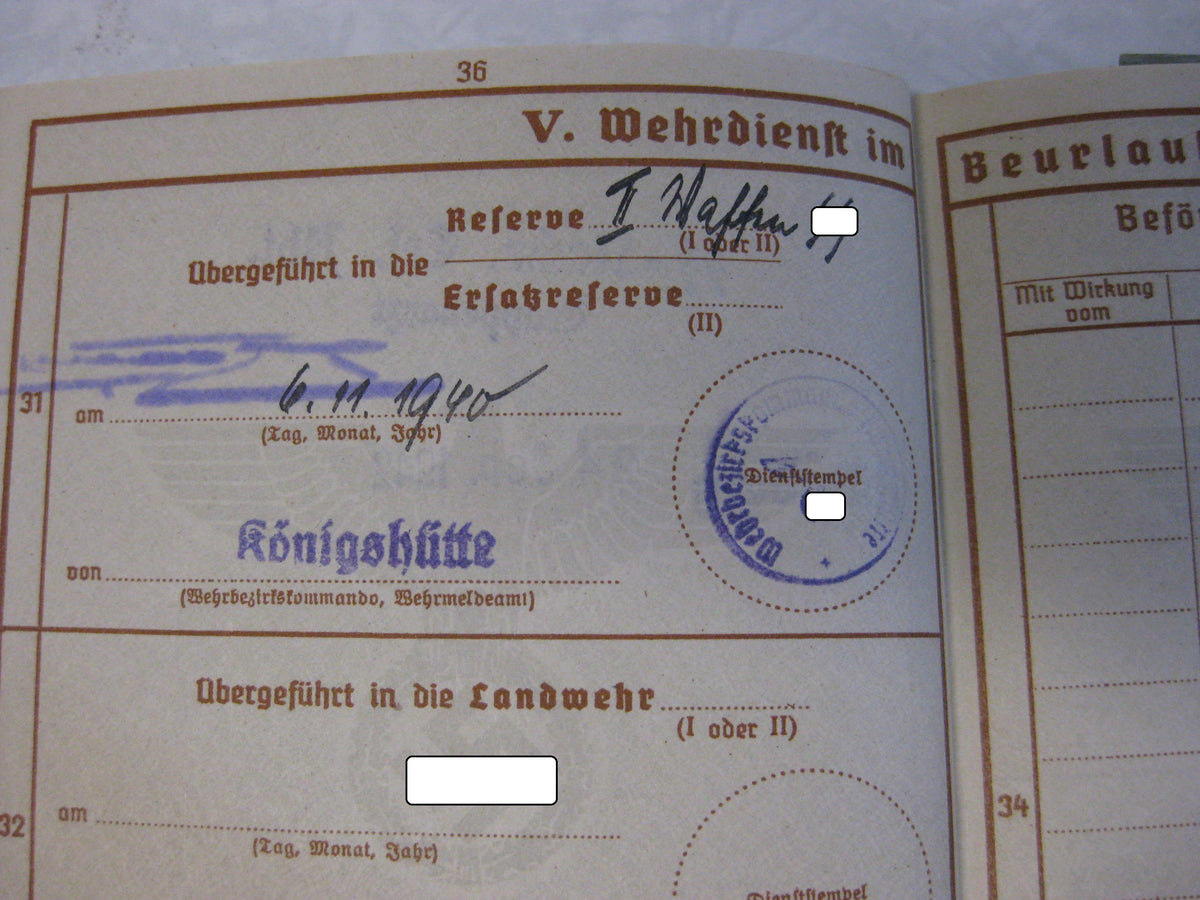 36
V. Wehrdienst im
Beurlau
Reserve II Waffen
(I oder II)
Übergeführt in die
Ersatzreserve
(II)
Beför
Mit Wirkung
vom
31
am 6.11.1940
(Tag, Monat, Jahr)
Wehrbezirkskommando
Dienststempel
von Königshütte
(Wehrbezirkskommando, Wehrmeldeamt)
Übergeführt in die Landwehr
(I oder II)
32
am
(Tag, Monat, Jahr)
34
Dienststempel